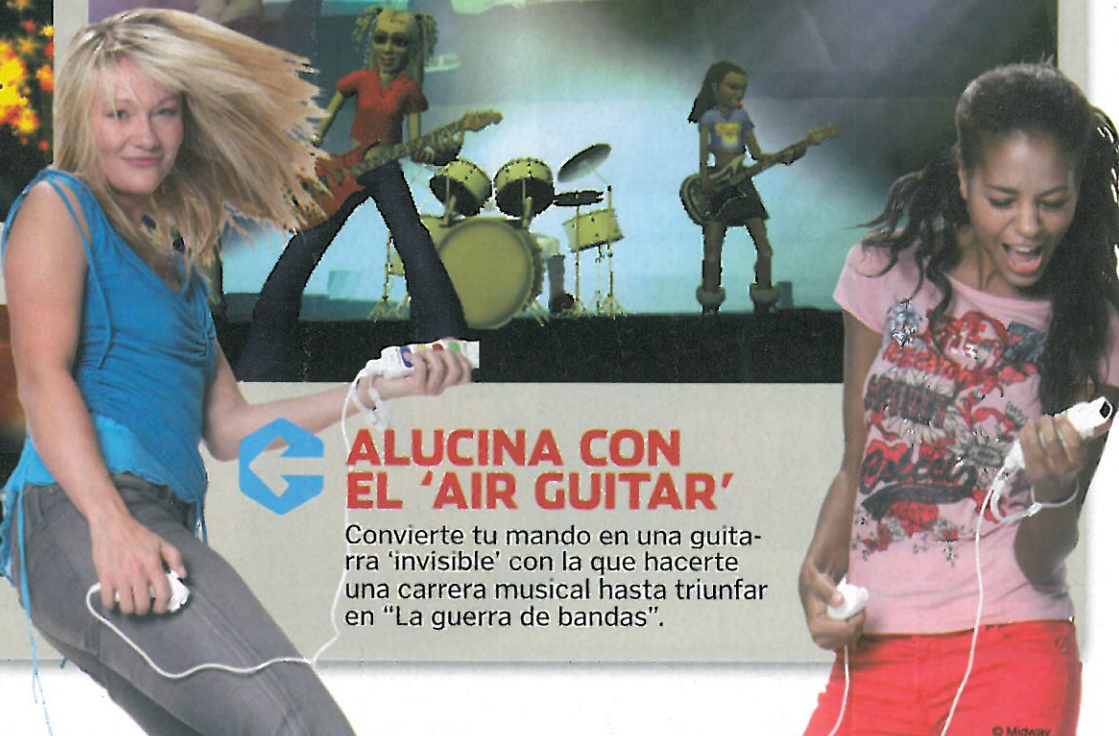 ALUCINA CON
EL ‘AIR GUITAR’
Convierte tu mando en una guita-
rra ‘invisible’ con la que hacerte
una carrera musical hasta triunfar
en “La guerra de bandas”.
© Midway